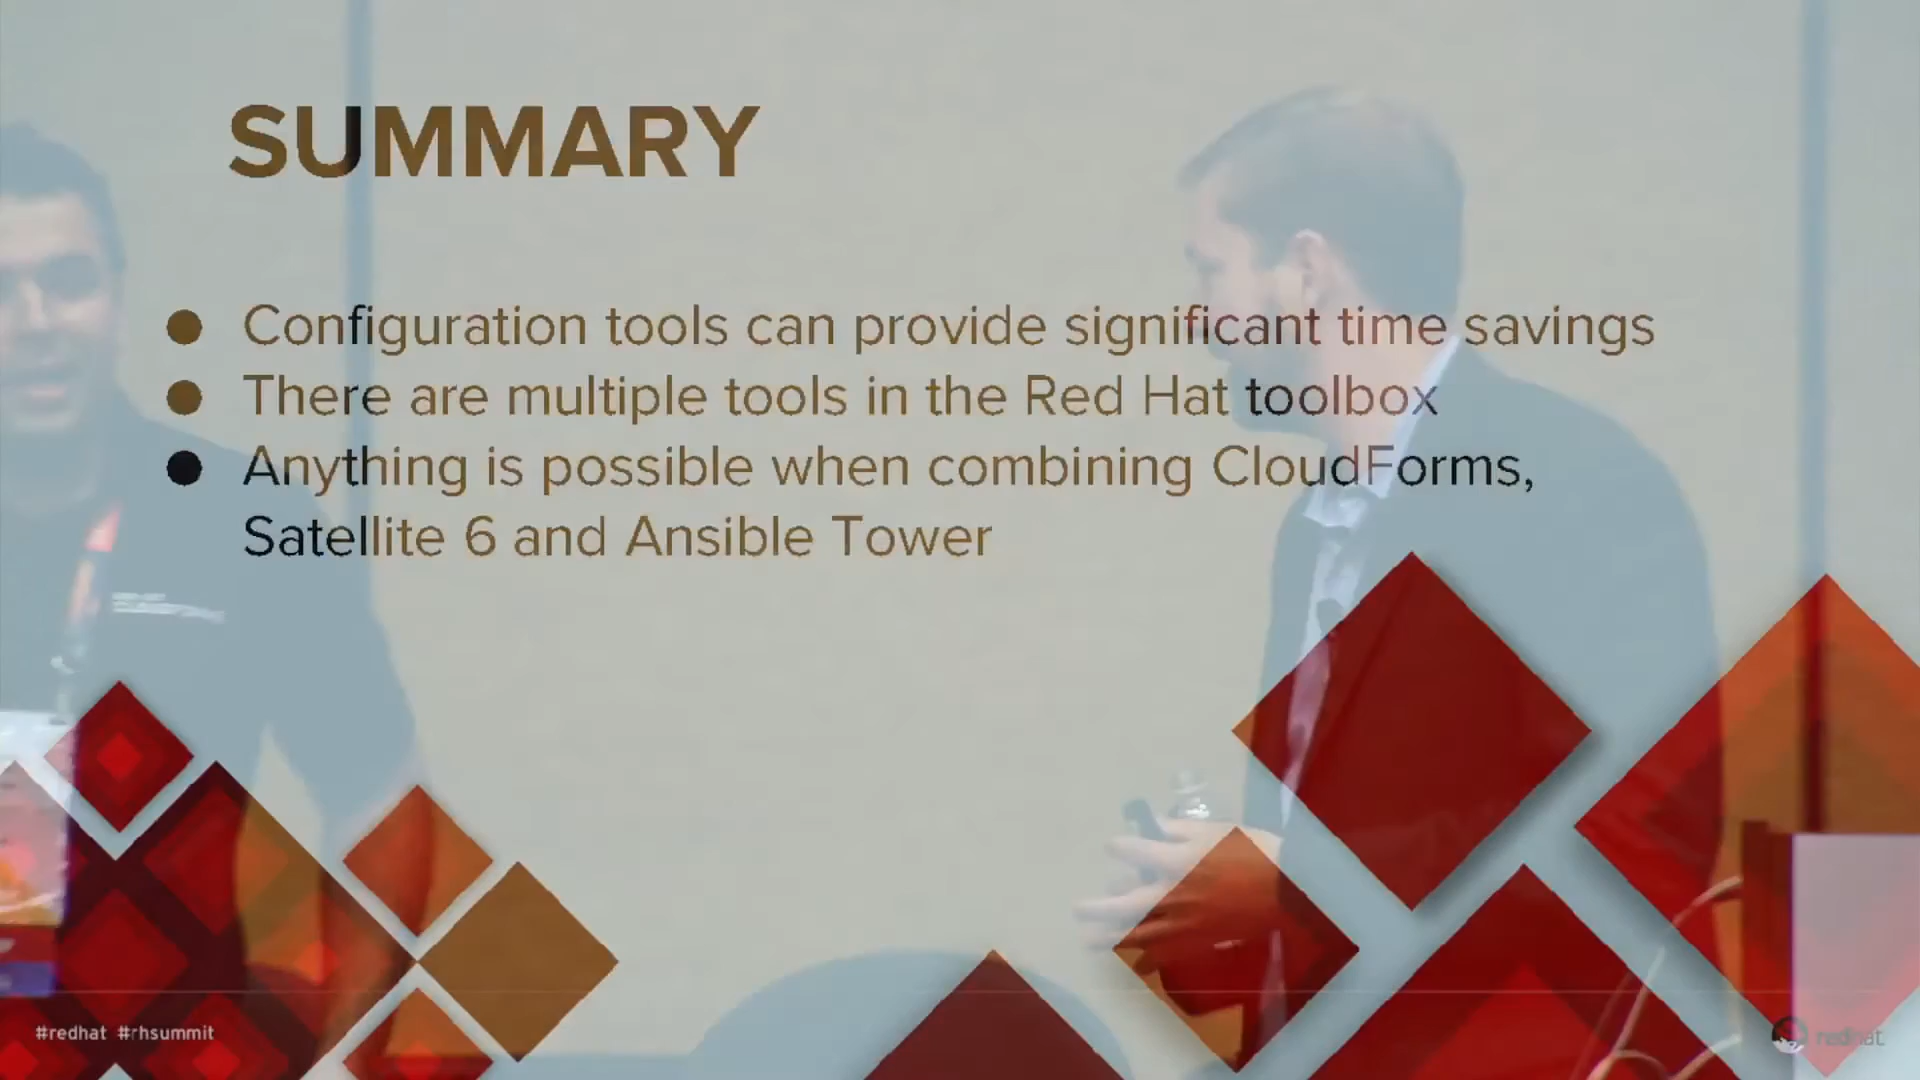 SUMMARY
● Configuration tools can provide significant time savings
● There are multiple tools in the Red Hat toolbox
● Anything is possible when combining CloudForms,
Satellite 6 and Ansible Tower
#redhat #rhsummit
redhat